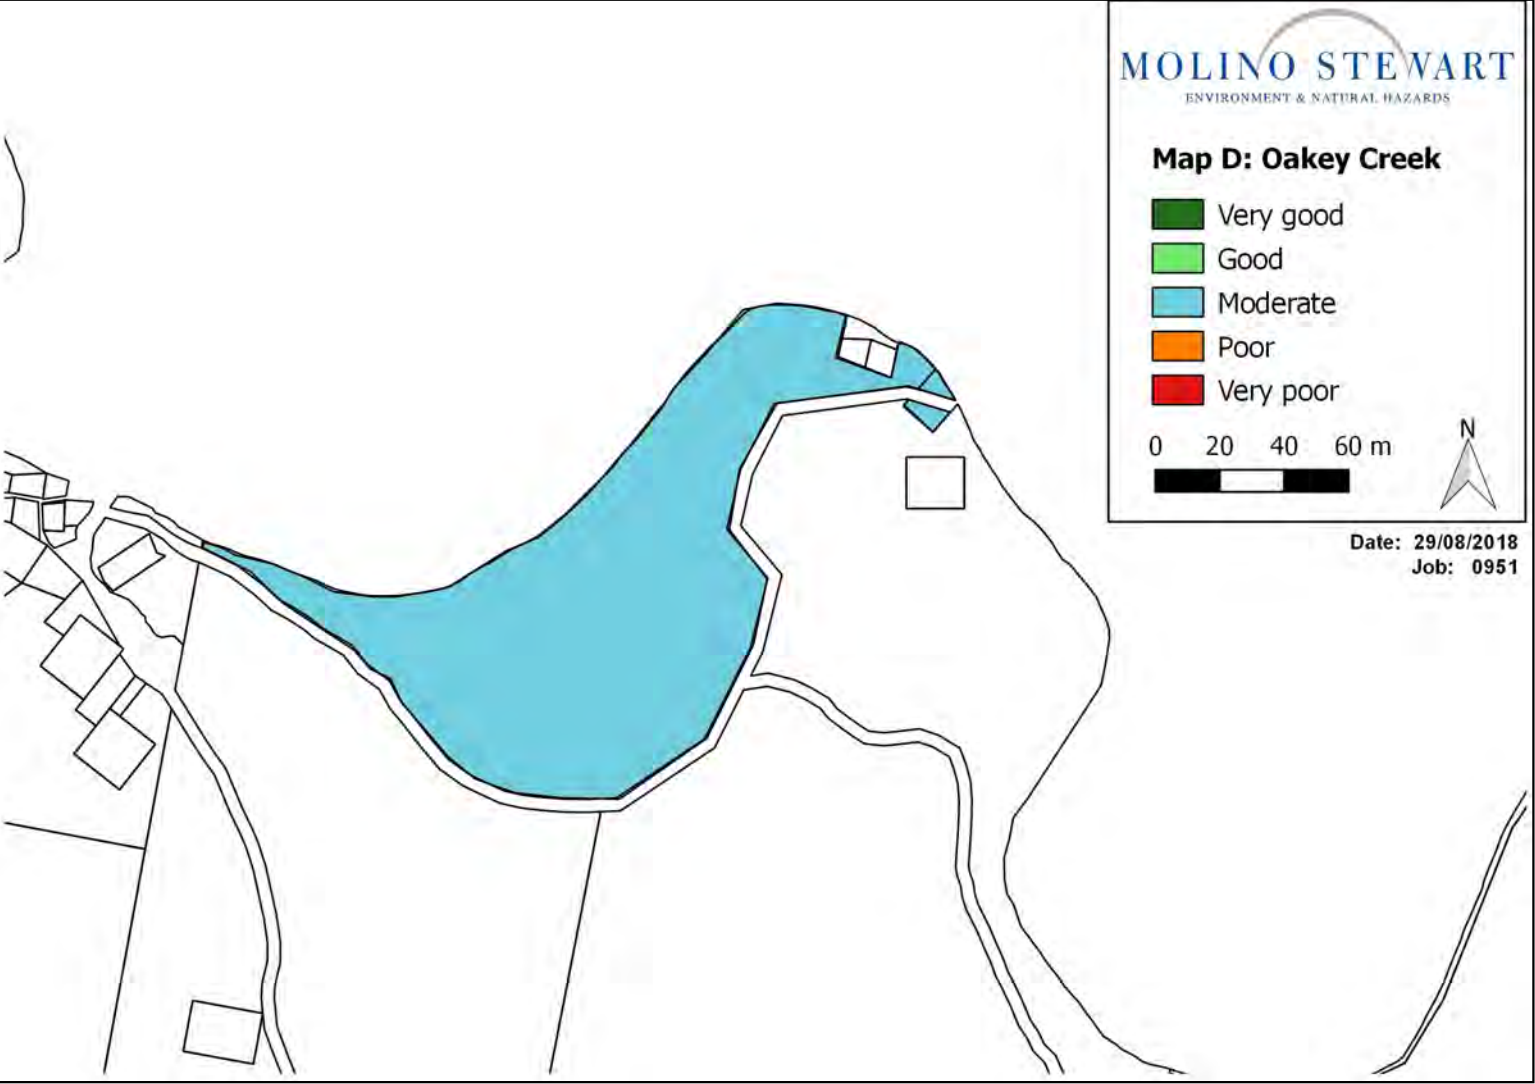 MOLINO STEWART
ENVIRONMENT & NATURAL HAZARDS
Map D: Oakey Creek
Very good
Good
Moderate
Poor
Very poor
0 20 40 60 m
N
Date: 29/08/2018
Job: 0951